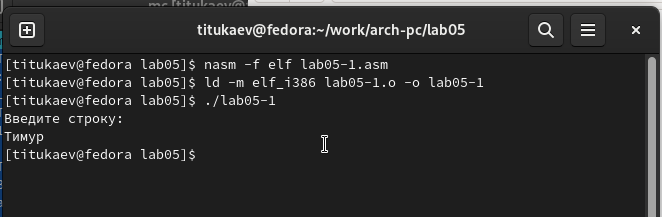 mc [titukaev@fedora
titukaev@fedora:~/work/arch-pc/lab05
[titukaev@fedora lab05]$ nasm -f elf lab05-1.asm
[titukaev@fedora lab05]$ ld -m elf_i386 lab05-1.o -o lab05-1
[titukaev@fedora lab05]$ ./lab05-1
Введите строку:
Тимур
[titukaev@fedora lab05]$